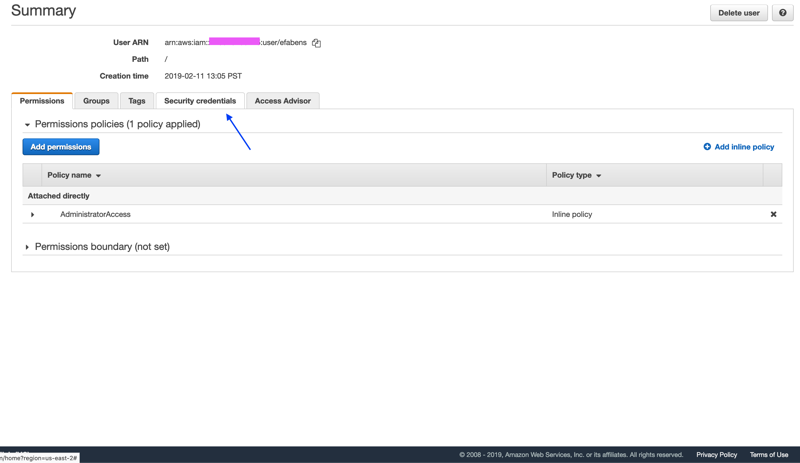 Summary
Delete user
?
User ARN arn:aws:iam:: :user/efabens
Path /
Creation time 2019-02-11 13:05 PST
Permissions Groups Tags Security credentials Access Advisor
Permissions policies (1 policy applied)
Add permissions
Add inline policy
Policy name Policy type
Attached directly
AdministratorAccess Inline policy
Permissions boundary (not set)
© 2008 - 2019, Amazon Web Services, Inc. or its affiliates. All rights reserved. Privacy Policy Terms of Use
n/home?region=us-east-2#